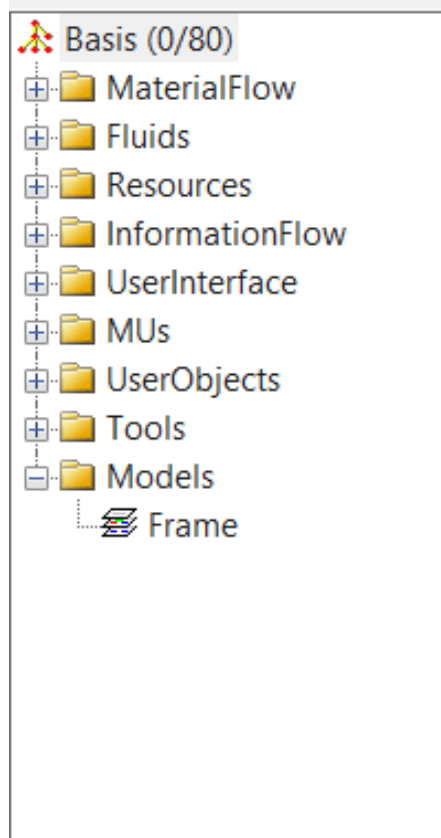 Basis (0/80)
MaterialFlow
Fluids
Resources
InformationFlow
UserInterface
MUs
UserObjects
Tools
Models
Frame